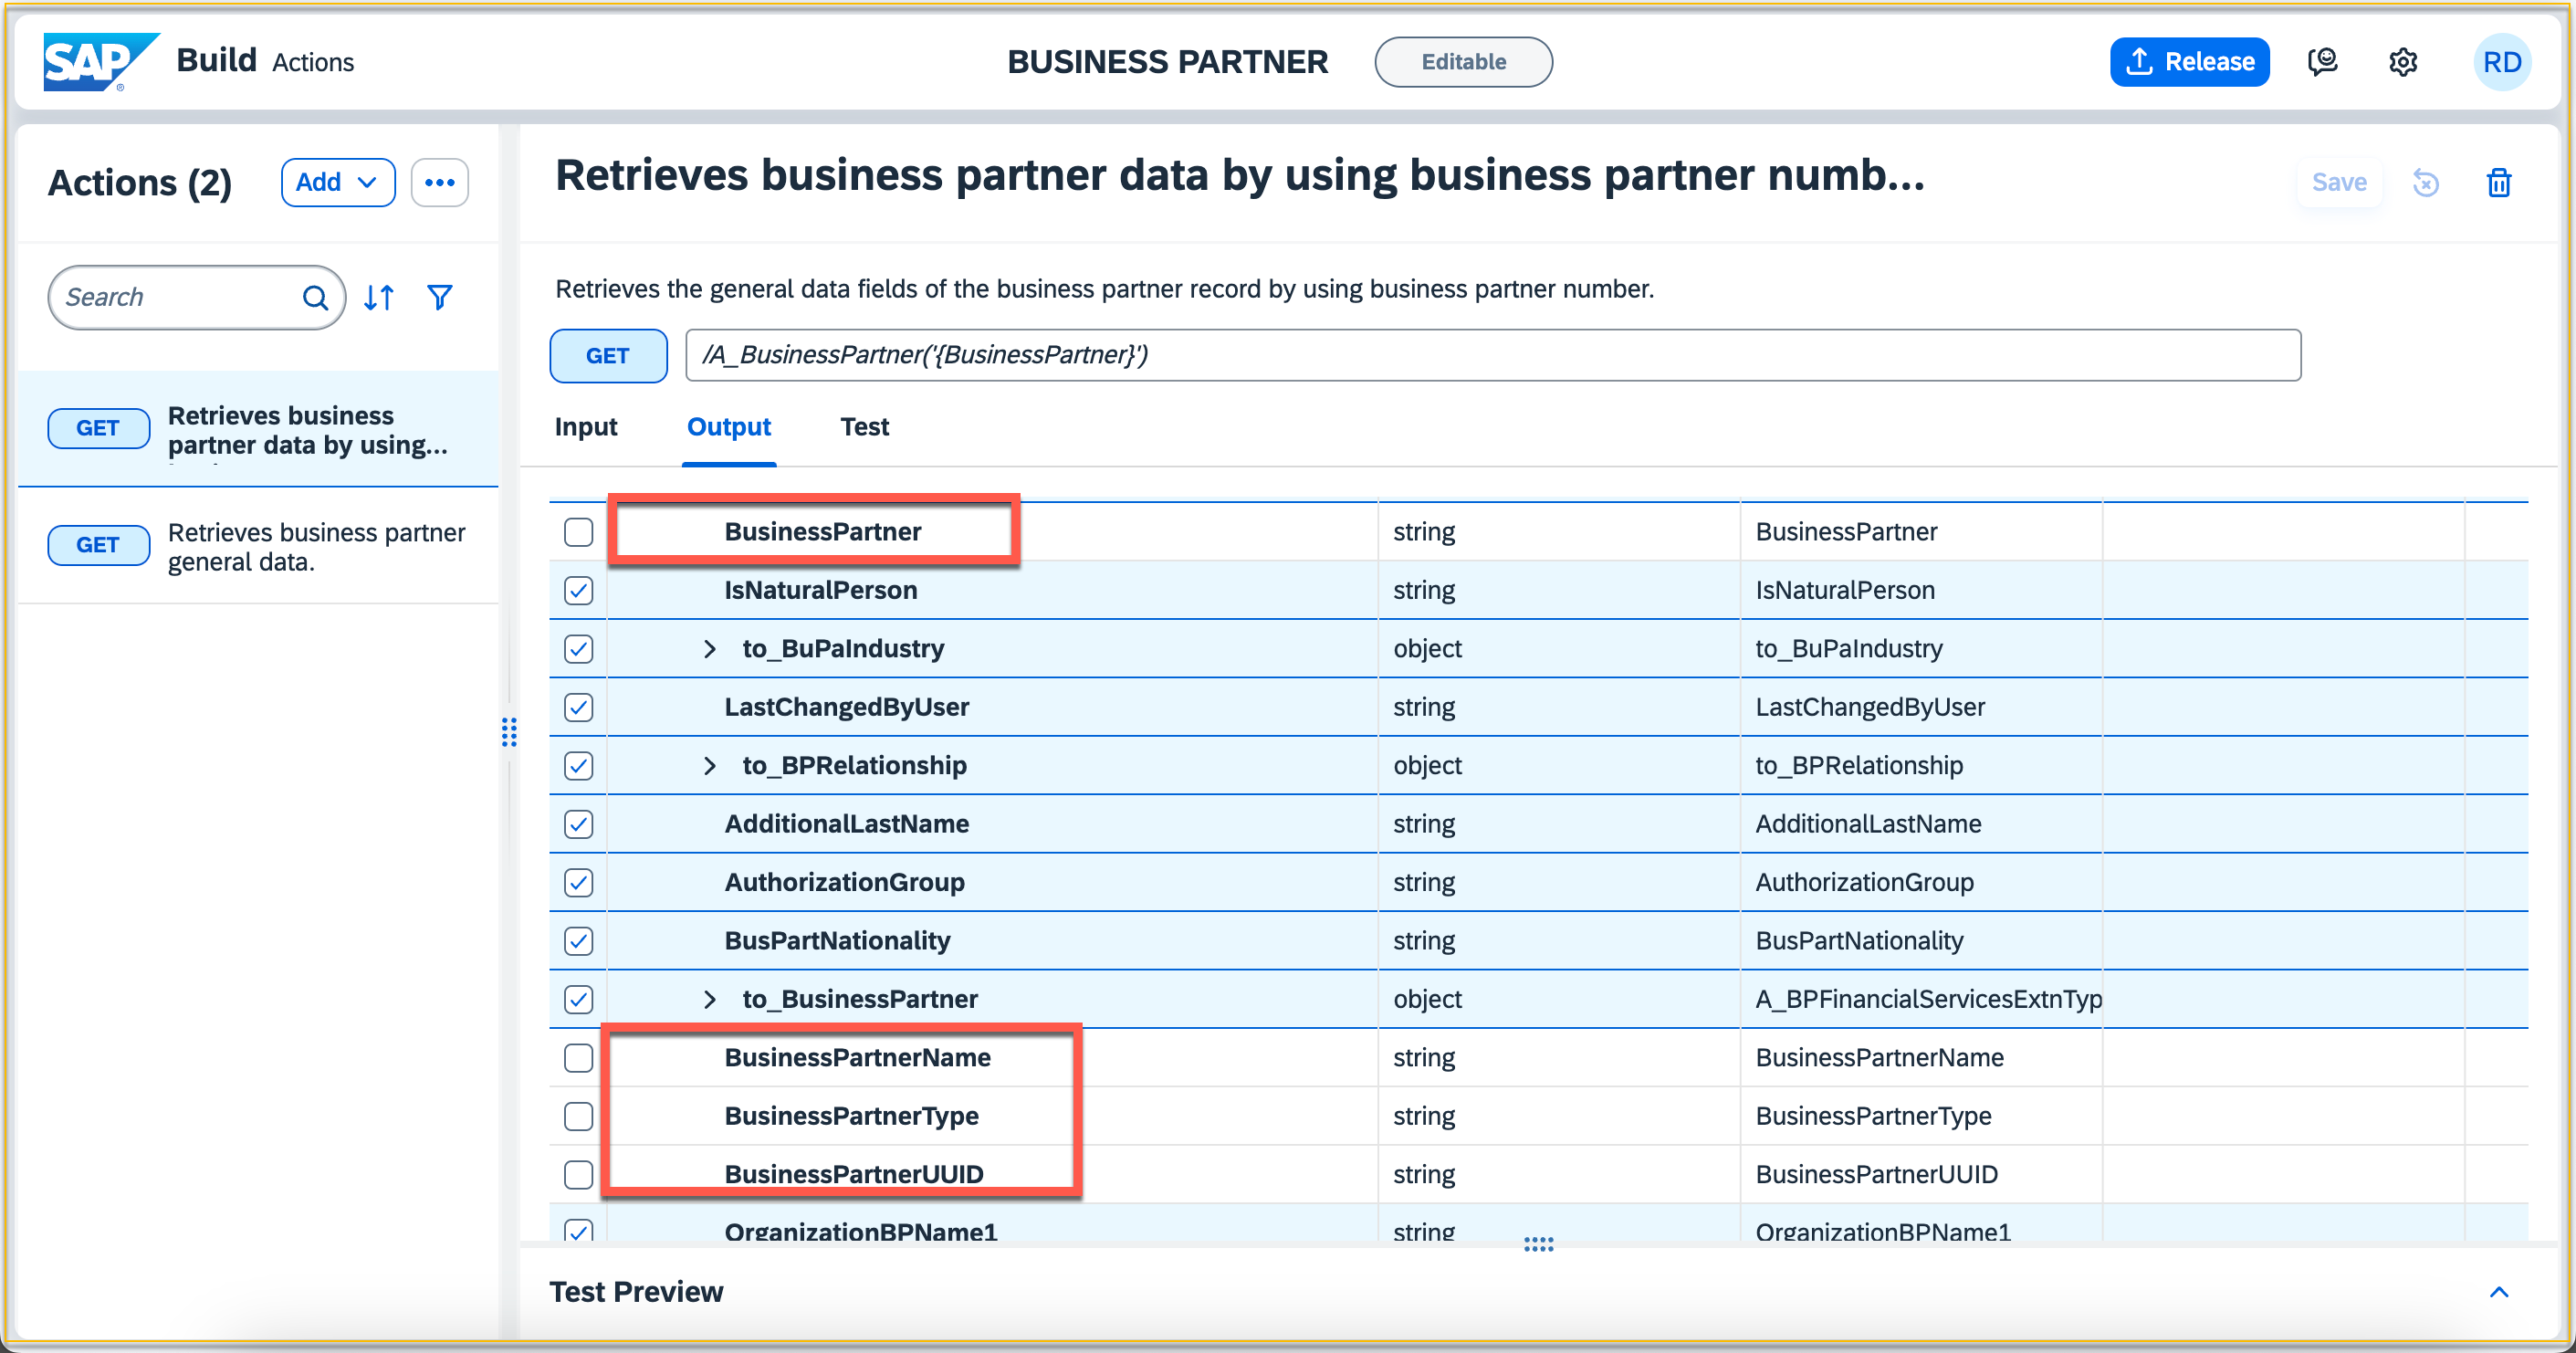 SAP Build Actions
BUSINESS PARTNER
Editable
Release
RD
Actions (2)
Add
Search
GET
Retrieves business
partner data by using...
GET
Retrieves business partner
general data.
Retrieves business partner data by using business partner numb...
Save
Retrieves the general data fields of the business partner record by using business partner number.
GET
/A_BusinessPartner('{BusinessPartner}')
Input Output Test
BusinessPartner string BusinessPartner
IsNaturalPerson string IsNaturalPerson
to_BuPaIndustry object to_BuPaIndustry
LastChangedByUser string LastChangedByUser
to_BPRelationship object to_BPRelationship
AdditionalLastName string AdditionalLastName
AuthorizationGroup string AuthorizationGroup
BusPartNationality string BusPartNationality
to_BusinessPartner object A_BPFinancialServicesExtnTyp
BusinessPartnerName string BusinessPartnerName
BusinessPartnerType string BusinessPartnerType
BusinessPartnerUUID string BusinessPartnerUUID
OrganizationBPName1 string OrganizationBPName1
Test Preview